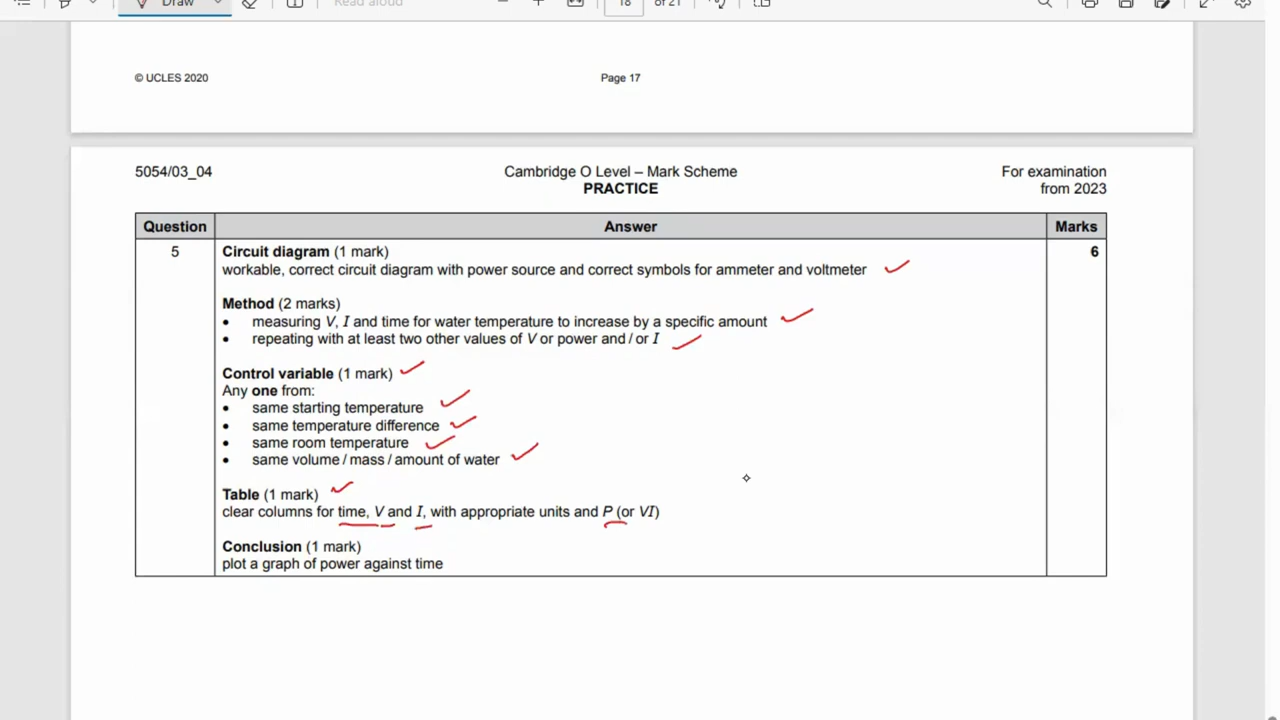 Draw
Read aloud
18
of 21
© UCLES 2020
Page 17
5054/03_04
Cambridge O Level – Mark Scheme
For examination
PRACTICE
from 2023
Question
Answer
Marks
5
Circuit diagram (1 mark)
6
workable, correct circuit diagram with power source and correct symbols for ammeter and voltmeter
Method (2 marks)
• measuring V, I and time for water temperature to increase by a specific amount
• repeating with at least two other values of V or power and / or I
Control variable (1 mark)
Any one from:
• same starting temperature
• same temperature difference
• same room temperature
• same volume / mass / amount of water
Table (1 mark)
clear columns for time, V and I, with appropriate units and P (or VI)
Conclusion (1 mark)
plot a graph of power against time